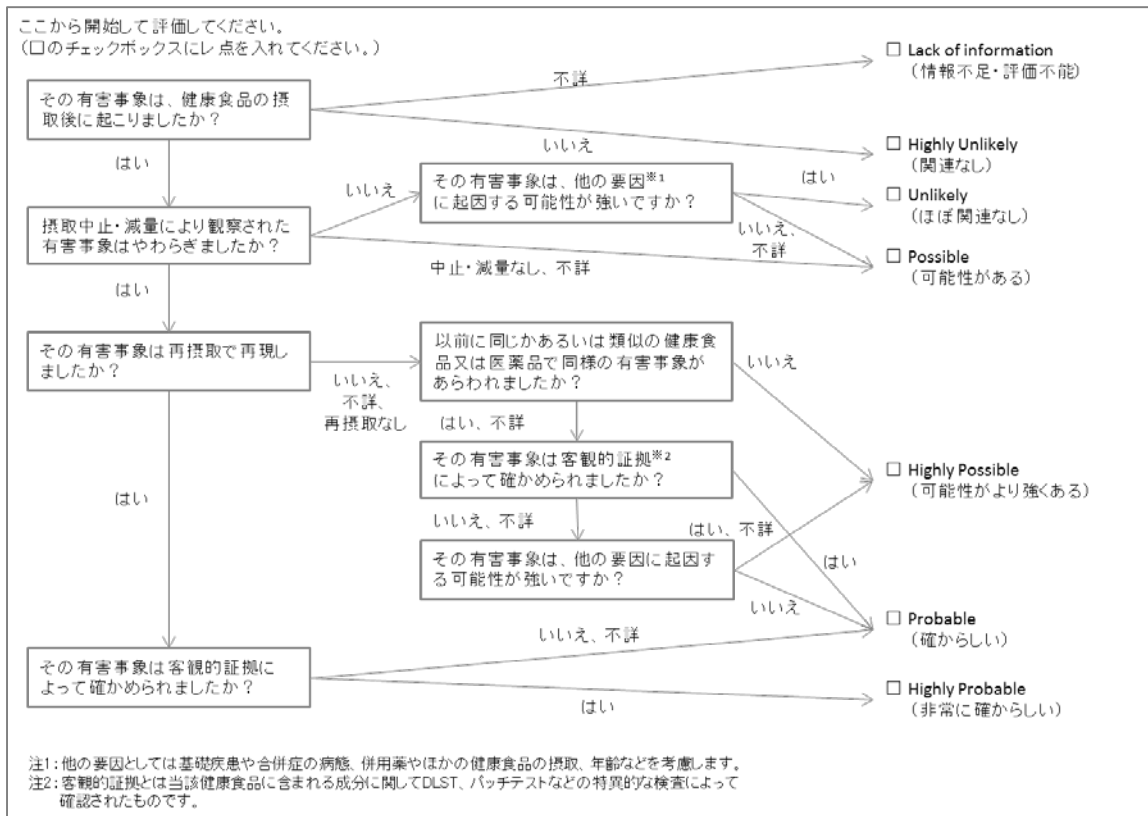 ここから開始して評価してください。
(□のチェックボックスにレ点を入れてください。)
その有害事象は、健康食品の摂
取後に起こりましたか?
不詳
いいえ
はい
□ Lack of information
(情報不足・評価不能)
□ Highly Unlikely
(関連なし)
摂取中止・減量により観察された
有害事象はやわらぎましたか?
いいえ
その有害事象は、他の要因※1
に起因する可能性が強いですか?
はい
□ Unlikely
(ほぼ関連なし)
いいえ、
不詳
中止・減量なし、不詳
□ Possible
(可能性がある)
はい
その有害事象は再摂取で再現し
ましたか?
いいえ、
不詳、
再摂取なし
以前に同じかあるいは類似の健康食
品又は医薬品で同様の有害事象が
あらわれましたか?
いいえ
はい、不詳
その有害事象は客観的証拠※2
によって確かめられましたか?
□ Highly Possible
(可能性がより強くある)
はい
いいえ、不詳
はい、不詳
その有害事象は、他の要因に起因す
る可能性が強いですか?
はい
いいえ
□ Probable
(確からしい)
いいえ、不詳
その有害事象は客観的証拠に
よって確かめられましたか?
はい
□ Highly Probable
(非常に確からしい)
注1:他の要因としては基礎疾患や合併症の病態、併用薬やほかの健康食品の摂取、年齢などを考慮します。
注2:客観的証拠とは当該健康食品に含まれる成分に関してDLST、パッチテストなどの特異的な検査によって
確認されたものです。